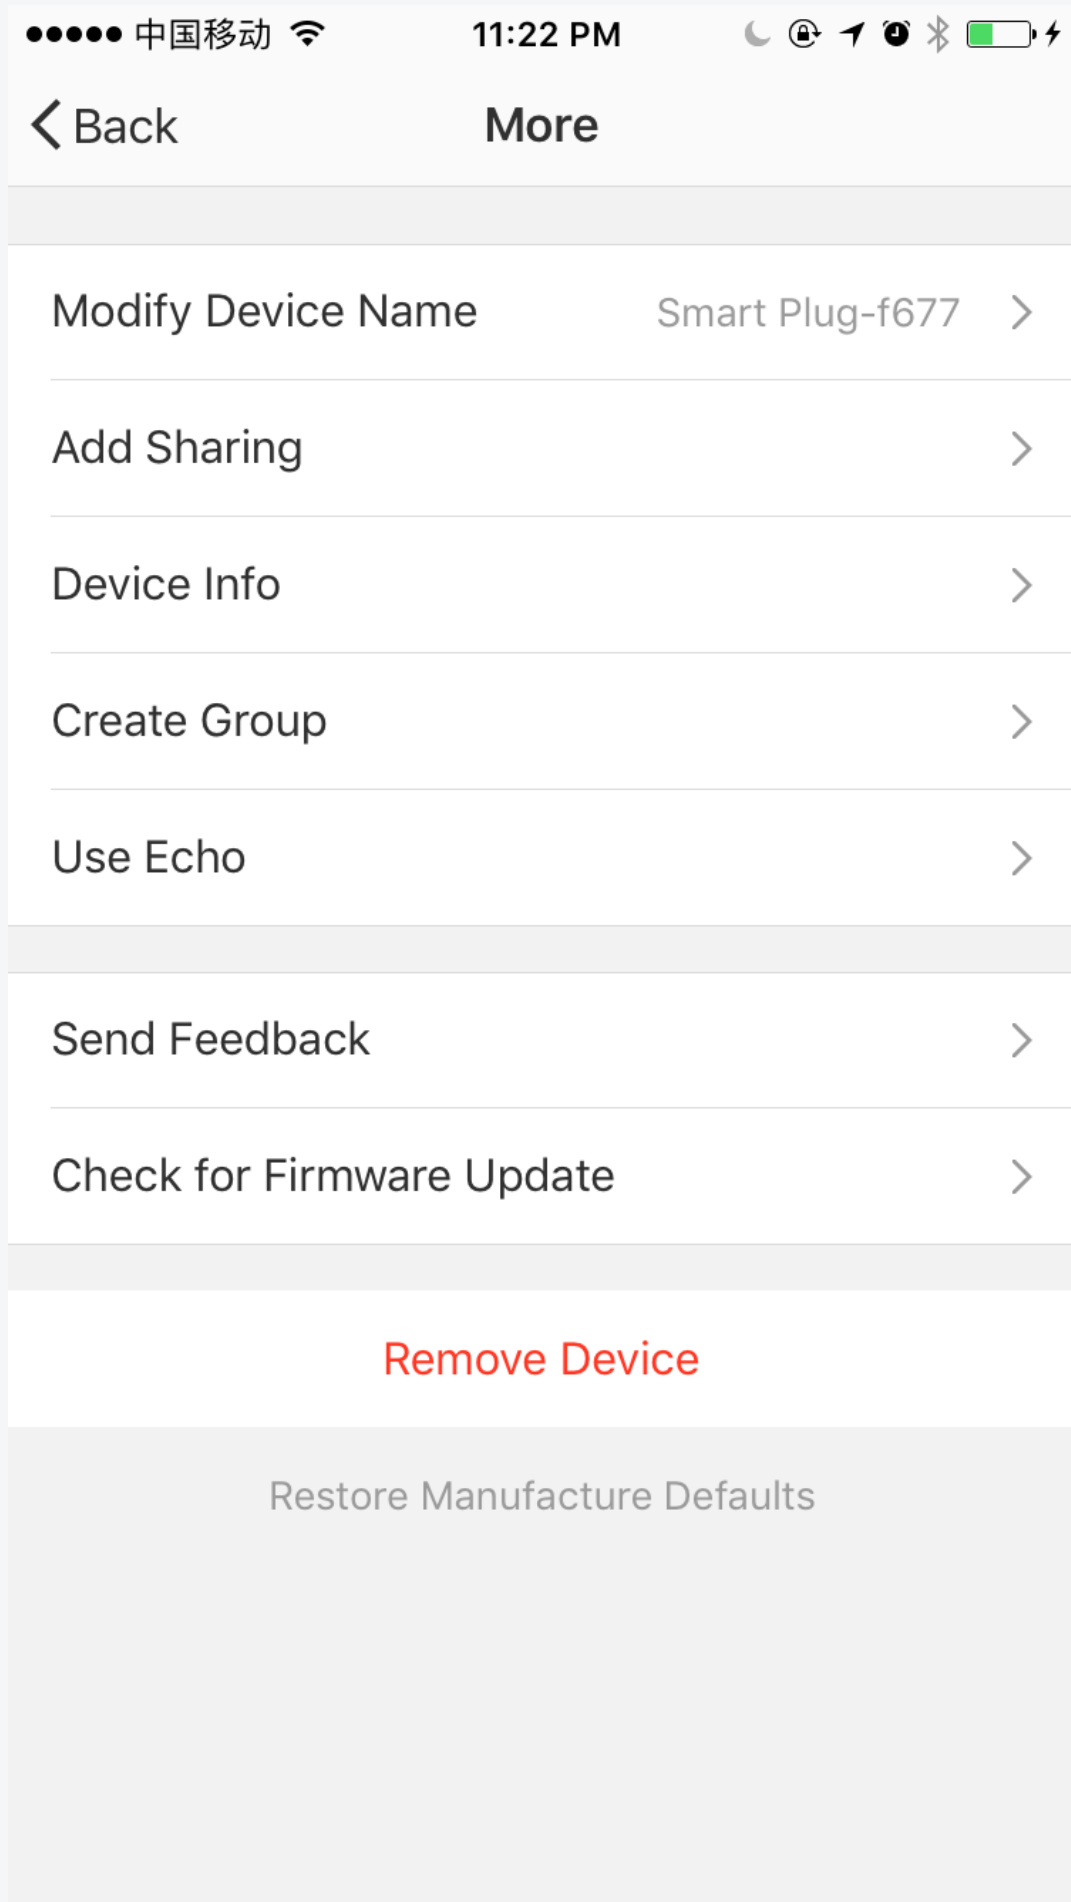 中国移动 11:22 PM
Back More
Modify Device Name Smart Plug-f677
Add Sharing
Device Info
Create Group
Use Echo
Send Feedback
Check for Firmware Update
Remove Device
Restore Manufacture Defaults